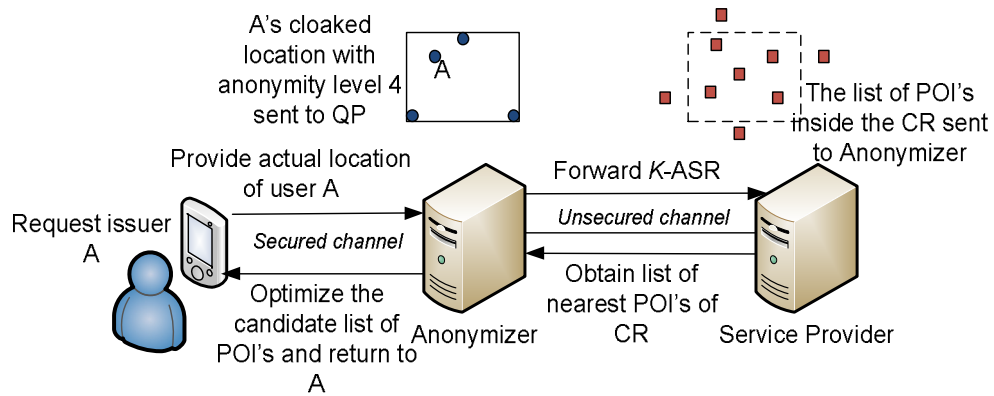 A's cloaked
location with
anonymity level 4
sent to QP
A
The list of POI's
inside the CR sent
to Anonymizer
Provide actual location
of user A
Forward K-ASR
Unsecured channel
Request issuer
A
Secured channel
Obtain list of
nearest POI's of
CR
Optimize the
candidate list of
POI's and return to
A
Anonymizer
Service Provider